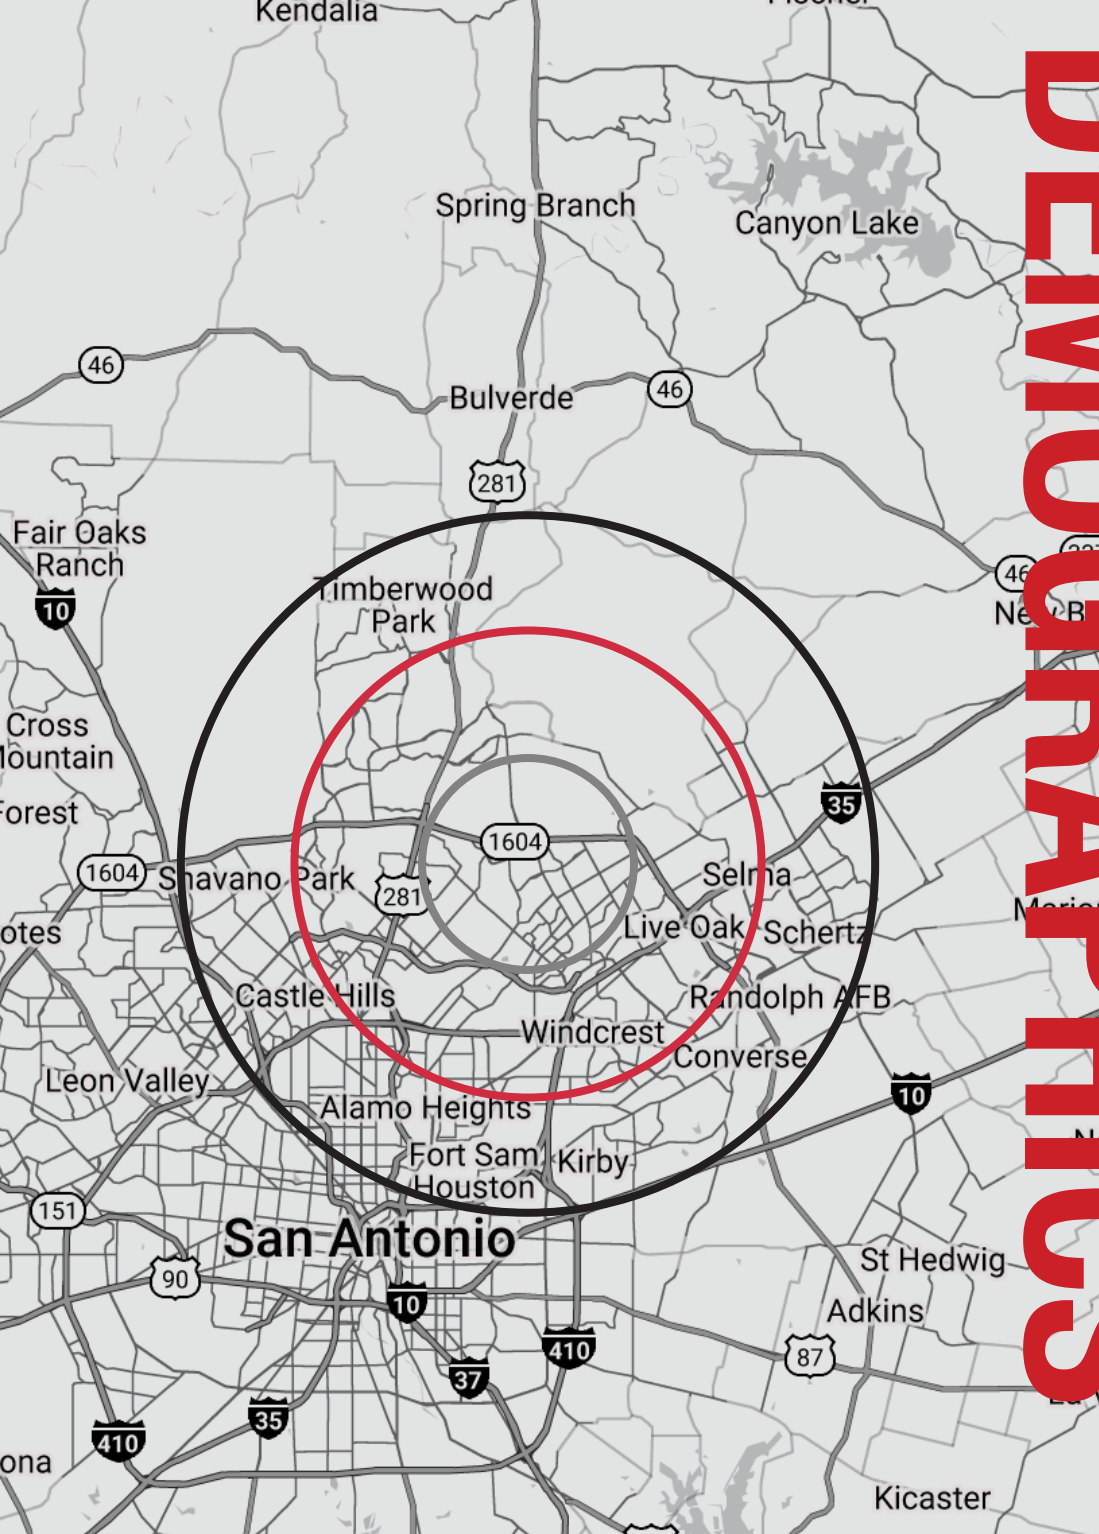 Kendalia
Spring Branch
Canyon Lake
46
Bulverde
46
281
Fair Oaks
Ranch
10
Timberwood
Park
46
Cross
Mountain
Forest
35
1604
1604
Shavano Park
281
Selma
Live Oak
Schertz
Castle Hills
Randolph AFB
Windcrest
Converse
Leon Valley
10
Alamo Heights
Fort Sam
Houston
Kirby
151
San Antonio
90
St Hedwig
10
Adkins
410
87
37
35
410
Kicaster
DEMOGRAPHICS